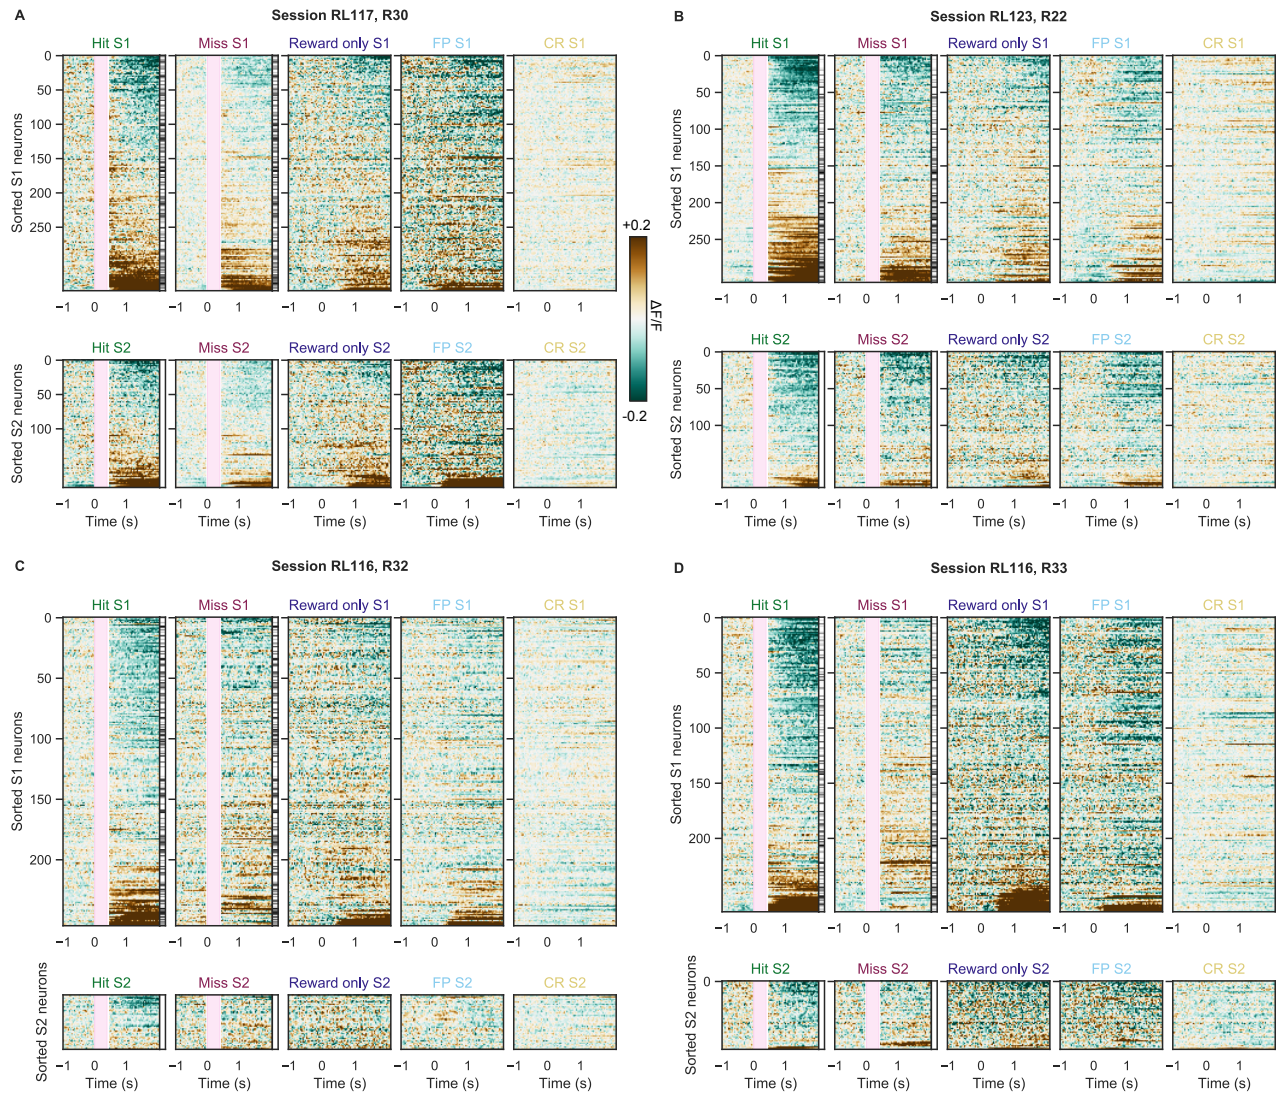 A
Session RL117, R30
Hit S1 Miss S1 Reward only S1 FP S1 CR S1
Sorted S1 neurons
0
50
100
150
200
250
−1 0 1 −1 0 1 −1 0 1 −1 0 1 −1 0 1
Hit S2 Miss S2 Reward only S2 FP S2 CR S2
Sorted S2 neurons
0
50
100
−1 0 1 −1 0 1 −1 0 1 −1 0 1 −1 0 1
Time (s) Time (s) Time (s) Time (s) Time (s)
+0.2
ΔF/F
-0.2
B
Session RL123, R22
Hit S1 Miss S1 Reward only S1 FP S1 CR S1
Sorted S1 neurons
0
50
100
150
200
250
−1 0 1 −1 0 1 −1 0 1 −1 0 1 −1 0 1
Hit S2 Miss S2 Reward only S2 FP S2 CR S2
Sorted S2 neurons
0
50
100
−1 0 1 −1 0 1 −1 0 1 −1 0 1 −1 0 1
Time (s) Time (s) Time (s) Time (s) Time (s)
C
Session RL116, R32
Hit S1 Miss S1 Reward only S1 FP S1 CR S1
Sorted S1 neurons
0
50
100
150
200
−1 0 1 −1 0 1 −1 0 1 −1 0 1 −1 0 1
Hit S2 Miss S2 Reward only S2 FP S2 CR S2
Sorted S2 neurons
−1 0 1 −1 0 1 −1 0 1 −1 0 1 −1 0 1
Time (s) Time (s) Time (s) Time (s) Time (s)
D
Session RL116, R33
Hit S1 Miss S1 Reward only S1 FP S1 CR S1
Sorted S1 neurons
0
50
100
150
200
−1 0 1 −1 0 1 −1 0 1 −1 0 1 −1 0 1
Hit S2 Miss S2 Reward only S2 FP S2 CR S2
Sorted S2 neurons
0
−1 0 1 −1 0 1 −1 0 1 −1 0 1 −1 0 1
Time (s) Time (s) Time (s) Time (s) Time (s)